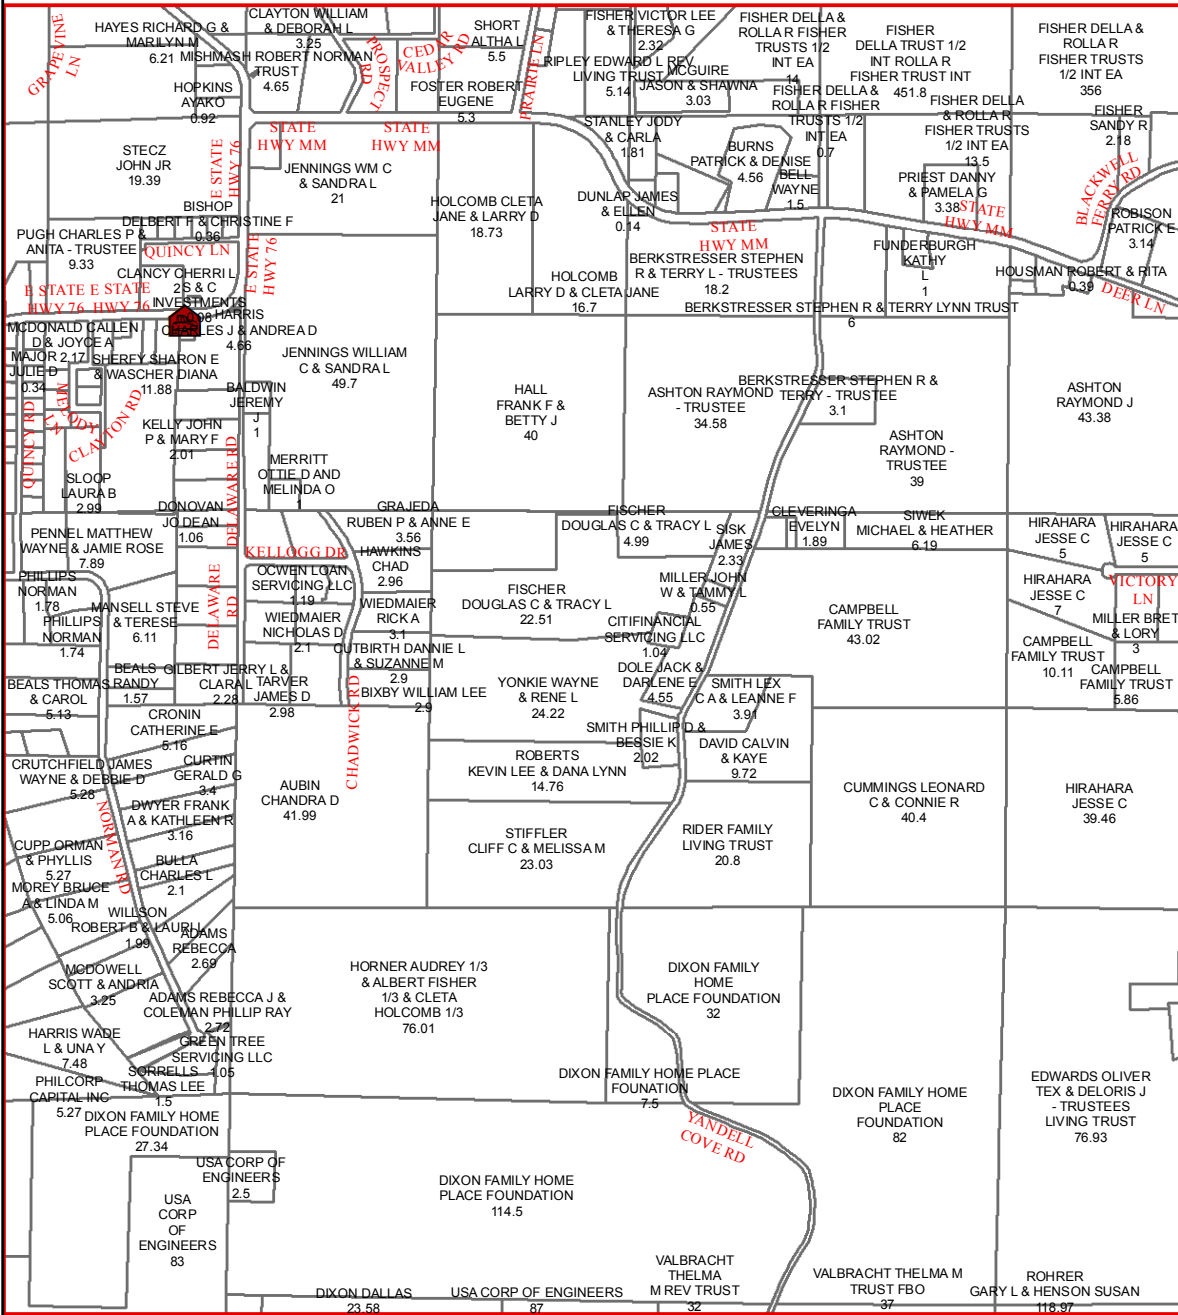 HAYES RICHARD G &
MARILYN M
6.21
CLAYTON WILLIAM
& DEBORAH L
3.25
MISHMASH ROBERT NORMAN
TRUST
4.65
HOPKINS
AYAKO
0.92
GRAPEVINE
LN
PROSPECT
RD
CEDAR
VALLEY RD
SHORT
ALTHA L
5.5
FOSTER ROBERT
EUGENE
5.3
PRAIRIE LN
FISHER VICTOR LEE
& THERESA G
2.32
RIPLEY EDWARD L REV
LIVING TRUST
5.14
MCGUIRE
JASON & SHAWNA
3.03
FISHER DELLA &
ROLLA R FISHER
TRUSTS 1/2
INT EA
14
FISHER
DELLA TRUST 1/2
INT ROLLA R
FISHER TRUST INT
451.8
FISHER DELLA &
ROLLA R
FISHER TRUSTS
1/2 INT EA
356
FISHER DELLA &
ROLLA R FISHER
TRUSTS 1/2
INT EA
0.7
FISHER DELLA
& ROLLA R
FISHER TRUSTS
1/2 INT EA
13.5
FISHER
SANDY R
2.18
STATE
HWY MM
STATE
HWY MM
STANLEY JODY
& CARLA
1.81
BURNS
PATRICK & DENISE
4.56
BELL
WAYNE
1.5
PRIEST DANNY
& PAMELA G
3.38
STATE
HWY MM
BLACKWELL
FERRY RD
ROBISON
PATRICK E
3.14
STECZ
JOHN JR
19.39
E STATE
HWY 76
JENNINGS WM C
& SANDRA L
21
HOLCOMB CLETA
JANE & LARRY D
18.73
DUNLAP JAMES
& ELLEN
0.14
STATE
HWY MM
BISHOP
DELBERT F & CHRISTINE F
0.36
PUGH CHARLES P &
ANITA - TRUSTEE
9.33
QUINCY LN
E STATE
HWY 76
BERKSTRESSER STEPHEN
R & TERRY L - TRUSTEES
18.2
FUNDERBURGH
KATHY
L
1
HOUSMAN ROBERT & RITA
0.39
DEER LN
CLANCY CHERRI L
2 S & C
INVESTMENTS
E STATE E STATE
HWY 76 HWY 76
HOLCOMB
LARRY D & CLETA JANE
16.7
BERKSTRESSER STEPHEN R & TERRY LYNN TRUST
6
HARRIS
CHARLES J & ANDREA D
4.66
MCDONALD CALLEN
D & JOYCE A
2.17
MAJOR
JULIE D
0.34
SHERFY SHARON E
& WASCHER DIANA
11.88
JENNINGS WILLIAM
C & SANDRA L
49.7
HALL
FRANK F &
BETTY J
40
ASHTON RAYMOND
- TRUSTEE
34.58
BERKSTRESSER STEPHEN R &
TERRY - TRUSTEE
3.1
ASHTON
RAYMOND J
43.38
BALDWIN
JEREMY
J
1
MELODY
LN
CLAYTON RD
QUINCY RD
KELLY JOHN
P & MARY F
2.01
DELAWARE RD
ASHTON
RAYMOND -
TRUSTEE
39
MERRITT
OTTIE D AND
MELINDA O
1
SLOOP
LAURA B
2.99
DONOVAN
JO DEAN
1.06
GRAJEDA
RUBEN P & ANNE E
3.56
FISCHER
DOUGLAS C & TRACY L
4.99
SISK
JAMES
2.33
CLEVERINGA
EVELYN
1.89
SIWEK
MICHAEL & HEATHER
6.19
HIRAHARA
JESSE C
5
HIRAHARA
JESSE C
5
PENNEL MATTHEW
WAYNE & JAMIE ROSE
7.89
KELLOGG DR
HAWKINS
CHAD
2.96
OCWEN LOAN
SERVICING LLC
1.19
DELAWARE
RD
PHILLIPS
NORMAN
1.78
PHILLIPS
NORMAN
1.74
MANSELL STEVE
& TERESE
6.11
WIEDMAIER
NICHOLAS D
2.1
WIEDMAIER
RICK A
3.1
FISCHER
DOUGLAS C & TRACY L
22.51
MILLER JOHN
W & TAMMY L
0.55
CITIFINANCIAL
SERVICING LLC
1.04
CAMPBELL
FAMILY TRUST
43.02
HIRAHARA
JESSE C
7
VICTORY
LN
MILLER BRET
& LORY
3
CAMPBELL
FAMILY TRUST
10.11
CAMPBELL
FAMILY TRUST
5.86
CUTBIRTH DANNIE L
& SUZANNE M
2.9
BIXBY WILLIAM LEE
2.9
BEALS THOMAS
& CAROL
5.13
BEALS
RANDY
1.57
GILBERT JERRY L &
CLARA L
2.28
TARVER
JAMES D
2.98
YONKIE WAYNE
& RENE L
24.22
DOLE JACK &
DARLENE E
4.55
SMITH LEX
C A & LEANNE F
3.91
CHADWICK RD
CRONIN
CATHERINE E
5.16
SMITH PHILLIP D &
BESSIE K
2.02
DAVID CALVIN
& KAYE
9.72
CRUTCHFIELD JAMES
WAYNE & DEBBIE D
5.28
CURTIN
GERALD G
3.4
AUBIN
CHANDRA D
41.99
ROBERTS
KEVIN LEE & DANA LYNN
14.76
CUMMINGS LEONARD
C & CONNIE R
40.4
HIRAHARA
JESSE C
39.46
NORMAN RD
DWYER FRANK
A & KATHLEEN R
3.16
STIFFLER
CLIFF C & MELISSA M
23.03
RIDER FAMILY
LIVING TRUST
20.8
CUPP ORMAN
& PHYLLIS
5.27
BULLA
CHARLES L
2.1
MOREY BRUCE
A & LINDA M
5.06
WILLSON
ROBERT B & LAURI L
1.99
ADAMS
REBECCA
2.69
MCDOWELL
SCOTT & ANDRIA
3.25
HORNER AUDREY 1/3
& ALBERT FISHER
1/3 & CLETA
HOLCOMB 1/3
76.01
DIXON FAMILY
HOME
PLACE FOUNDATION
32
ADAMS REBECCA J &
COLEMAN PHILLIP RAY
2.72
HARRIS WADE
L & UNA Y
7.48
GREEN TREE
SERVICING LLC
1.05
SORRELLS
THOMAS LEE
1.5
PHILCORP
CAPITAL INC
5.27
DIXON FAMILY HOME PLACE
FOUNATION
7.5
DIXON FAMILY HOME
PLACE
FOUNDATION
82
EDWARDS OLIVER
TEX & DELORIS J
- TRUSTEES
LIVING TRUST
76.93
DIXON FAMILY HOME
PLACE FOUNDATION
27.34
YANDELL
COVE RD
USA CORP OF
ENGINEERS
2.5
USA
CORP
OF
ENGINEERS
83
DIXON FAMILY HOME
PLACE FOUNDATION
114.5
DIXON DALLAS
23.58
USA CORP OF ENGINEERS
87
VALBRACHT
THELMA
M REV TRUST
32
VALBRACHT THELMA M
TRUST FBO
37
ROHRER
GARY L & HENSON SUSAN
118.97